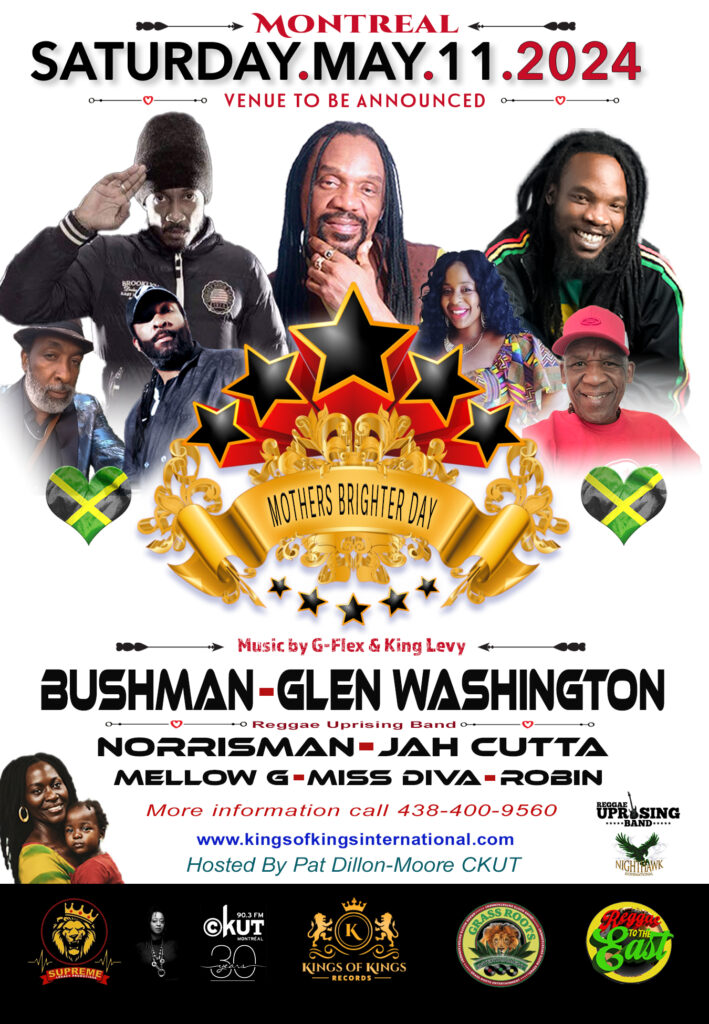 MONTREAL
SATURDAY.MAY.11.2024
VENUE TO BE ANNOUNCED
BROOKLYN
MOTHERS BRIGHTER DAY
Music by G-Flex & King Levy
BUSHMAN-GLEN WASHINGTON
Reggae Uprising Band
NORRISMAN-JAH CUTTA
MELLOW G-MISS DIVA-ROBIN
More information call 438-400-9560
www.kingsofkingsinternational.com
Hosted By Pat Dillon-Moore CKUT
REGGAE
UPRISING
BAND
NIGHTHAWK
INTERNATIONAL
SUPREME
90.3 FM
CKUT
MONTREAL
30
years
K
KINGS OF KINGS
RECORDS
GRASS ROOTS
Reggae
TO THE
East